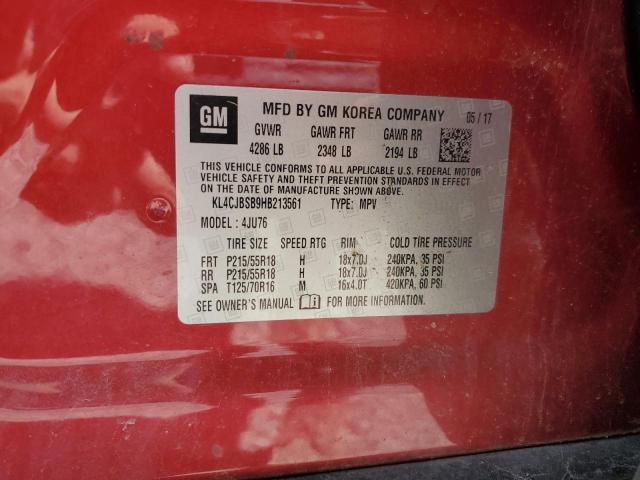 GM
MFD BY GM KOREA COMPANY 05 / 17
GVWR GAWR FRT GAWR RR
4286 LB 2348 LB 2194 LB
THIS VEHICLE CONFORMS TO ALL APPLICABLE U.S. FEDERAL MOTOR
VEHICLE SAFETY AND THEFT PREVENTION STANDARDS IN EFFECT
ON THE DATE OF MANUFACTURE SHOWN ABOVE.
KL4CJBSB9HB213561 TYPE: MPV
MODEL: 4JU76
TIRE SIZE SPEED RTG RIM COLD TIRE PRESSURE
FRT P215/55R18 H 18x7.0J 240KPA, 35 PSI
RR P215/55R18 H 18x7.0J 240KPA, 35 PSI
SPA T125/70R16 M 16x4.0T 420KPA, 60 PSI
SEE OWNER'S MANUAL FOR MORE INFORMATION.